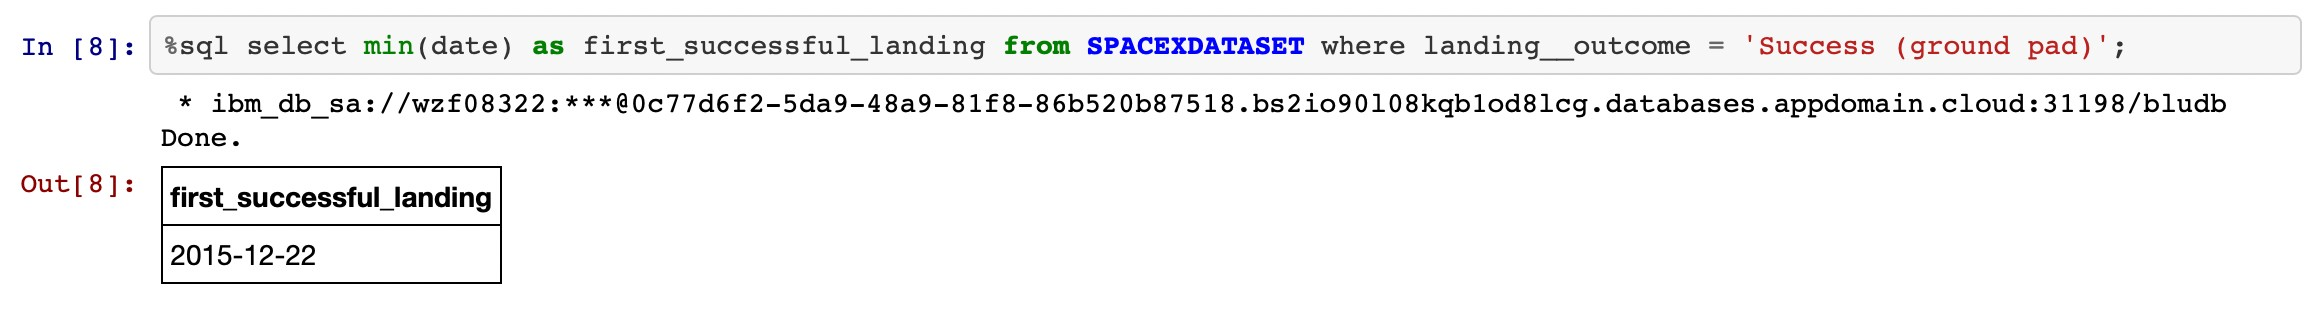 In [8]: %sql select min(date) as first_successful_landing from SPACEXDATASET where landing__outcome = 'Success (ground pad)';
* ibm_db_sa://wzf08322:***@0c77d6f2-5da9-48a9-81f8-86b520b87518.bs2io90l08kqb1od8lcg.databases.appdomain.cloud:31198/bludb
Done.
Out[8]: first_successful_landing
2015-12-22